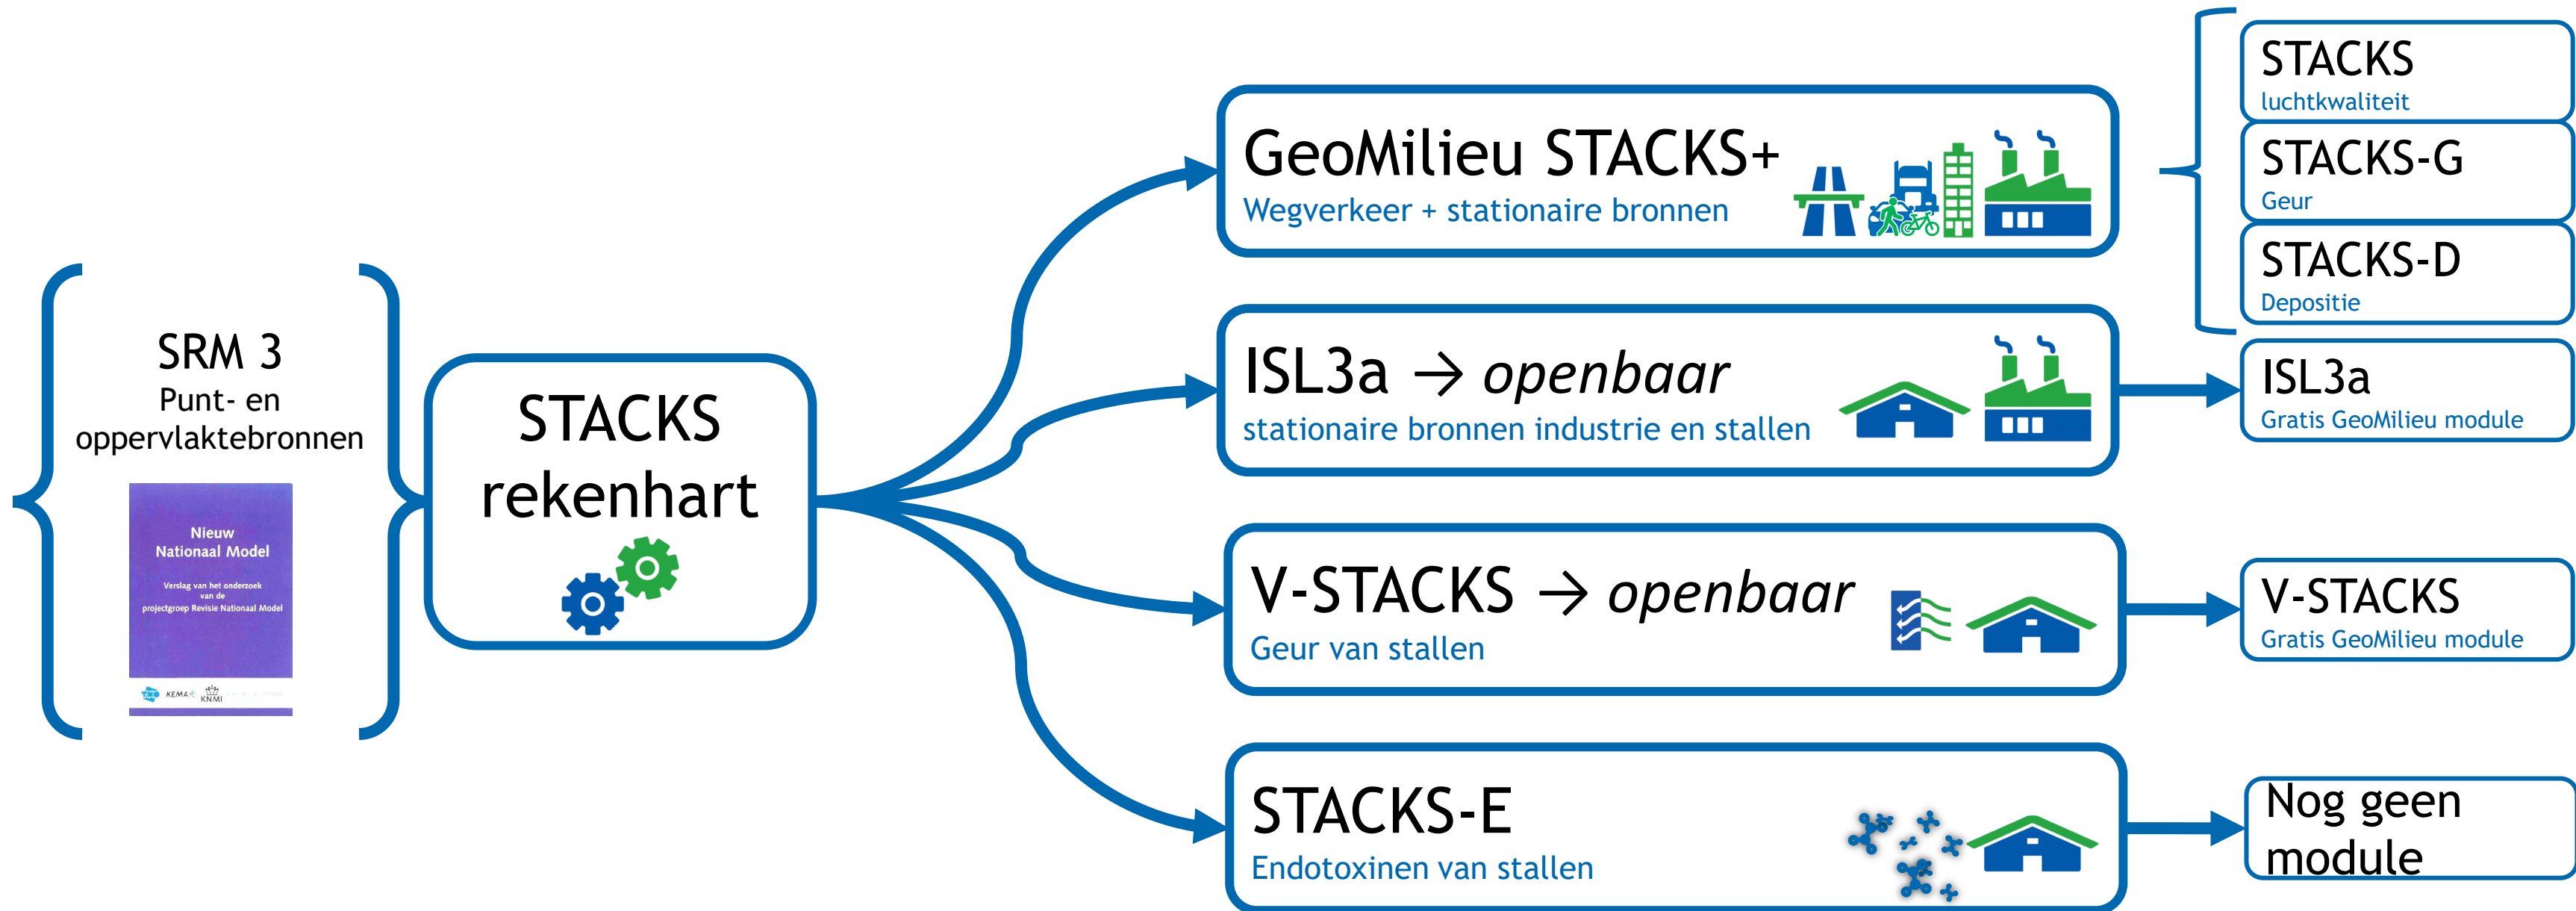 SRM 3
Punt- en
oppervlaktebronnen
Nieuw
Nationaal Model
Verslag van het onderzoek
van de
projectgroep Revisie Nationaal Model
TNO KEMA KNMI
STACKS
rekenhart
GeoMilieu STACKS+
Wegverkeer + stationaire bronnen
ISL3a → openbaar
stationaire bronnen industrie en stallen
V-STACKS → openbaar
Geur van stallen
STACKS-E
Endotoxinen van stallen
STACKS
luchtkwaliteit
STACKS-G
Geur
STACKS-D
Depositie
ISL3a
Gratis GeoMilieu module
V-STACKS
Gratis GeoMilieu module
Nog geen
module